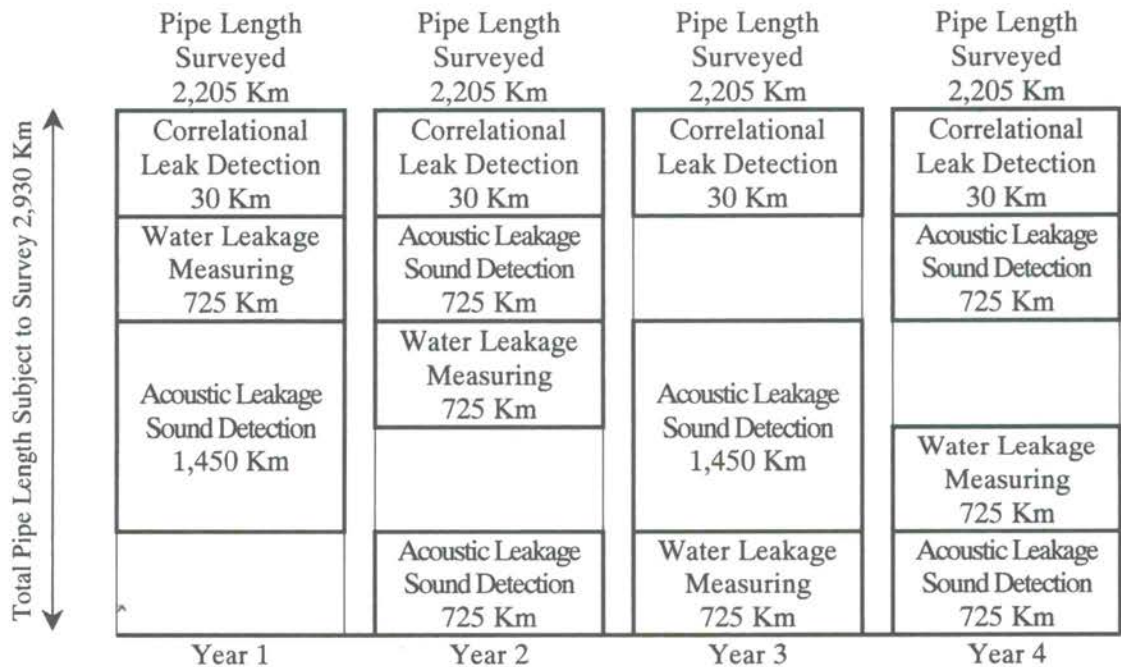 Pipe Length
Surveyed
2,205 Km
Pipe Length
Surveyed
2,205 Km
Pipe Length
Surveyed
2,205 Km
Pipe Length
Surveyed
2,205 Km
Total Pipe Length Subject to Survey 2,930 Km
Correlational
Leak Detection
30 Km
Water Leakage
Measuring
725 Km
Acoustic Leakage
Sound Detection
1,450 Km
Year 1
Correlational
Leak Detection
30 Km
Acoustic Leakage
Sound Detection
725 Km
Water Leakage
Measuring
725 Km
Acoustic Leakage
Sound Detection
725 Km
Year 2
Correlational
Leak Detection
30 Km
Acoustic Leakage
Sound Detection
1,450 Km
Water Leakage
Measuring
725 Km
Year 3
Correlational
Leak Detection
30 Km
Acoustic Leakage
Sound Detection
725 Km
Water Leakage
Measuring
725 Km
Acoustic Leakage
Sound Detection
725 Km
Year 4